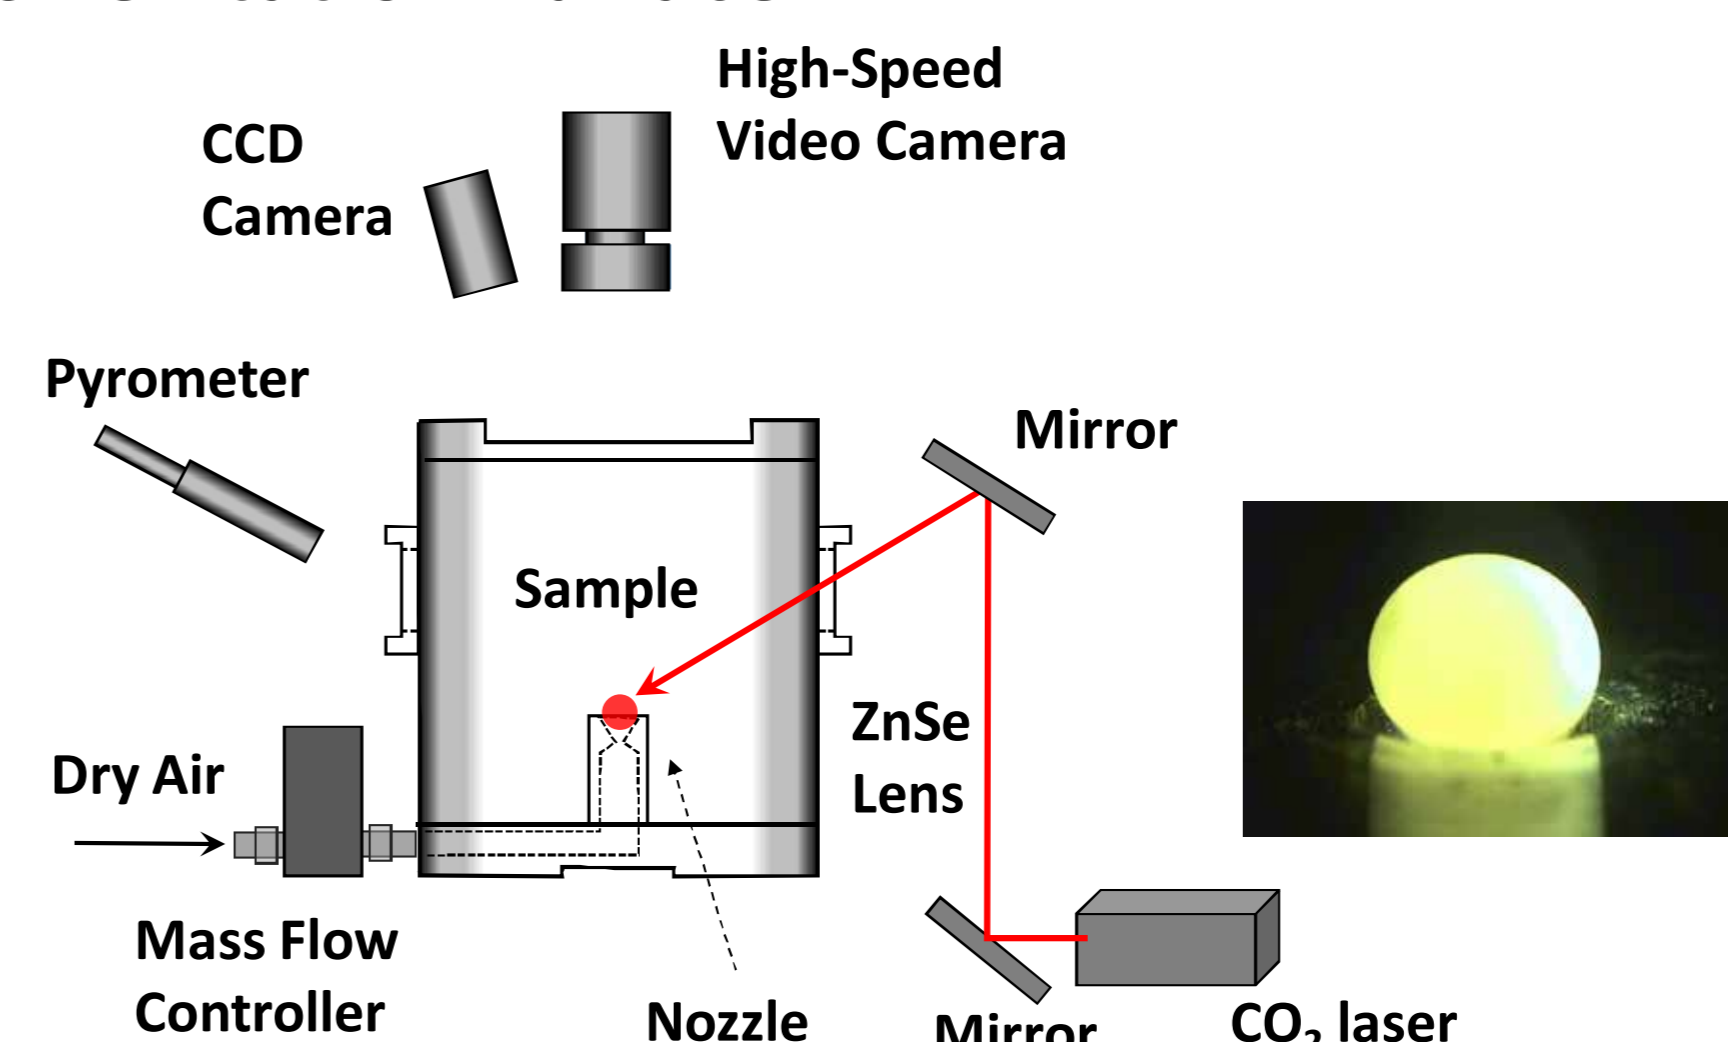 High-Speed
Video Camera
CCD
Camera
Pyrometer
Mirror
Sample
ZnSe
Lens
Dry Air
Mass Flow
Controller
Nozzle
Mirror
CO₂ laser